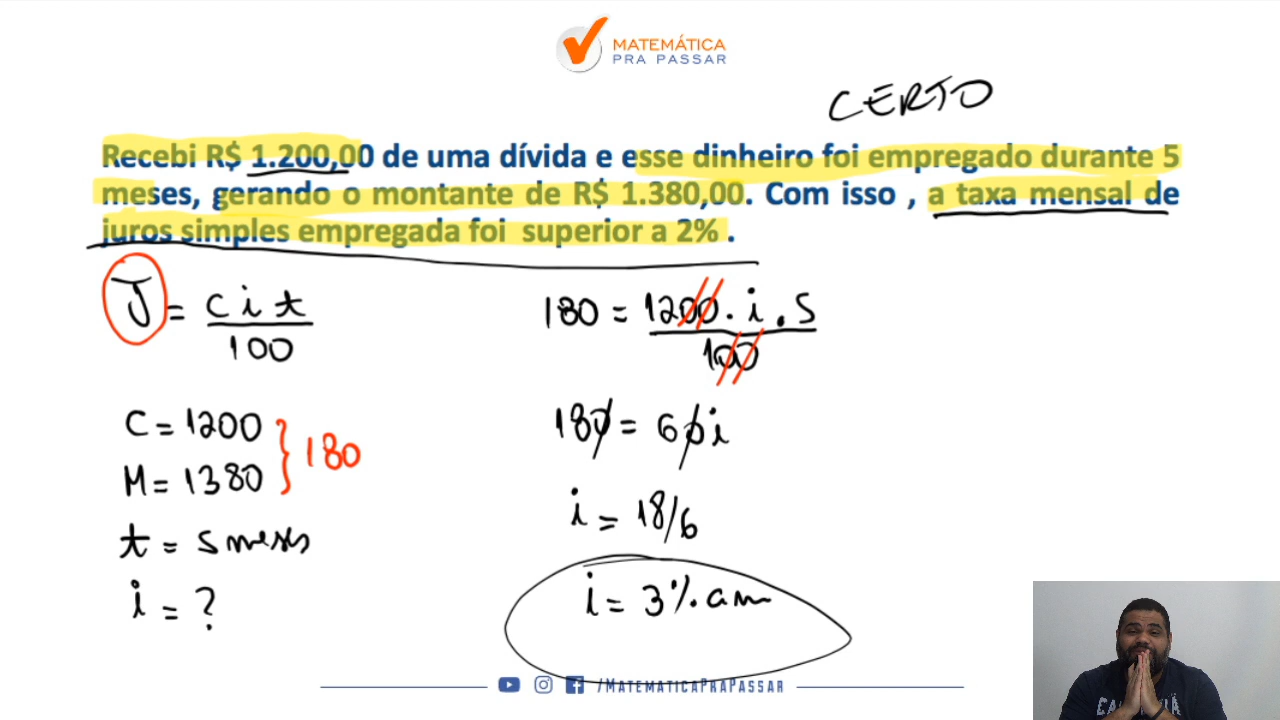 MATEMÁTICA
PRA PASSAR
CERTO
Recebi R$ 1.200,00 de uma dívida e esse dinheiro foi empregado durante 5
meses, gerando o montante de R$ 1.380,00. Com isso , a taxa mensal de
juros simples empregada foi superior a 2% .
J = c i t
100
C = 1200
M = 1380
180
t = 5 meses
i = ?
180 = 1200 . i . 5
100
180 = 60 i
i = 18/6
i = 3% am
/MATEMATICAPRAPASSAR